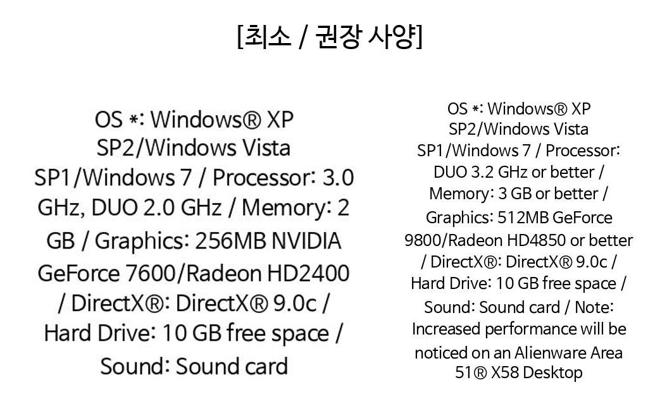 [최소 / 권장 사양]
OS *: Windows® XP
SP2/Windows Vista
SP1/Windows 7 / Processor: 3.0
GHz, DUO 2.0 GHz / Memory: 2
GB / Graphics: 256MB NVIDIA
GeForce 7600/Radeon HD2400
/ DirectX®: DirectX® 9.0c /
Hard Drive: 10 GB free space /
Sound: Sound card
OS *: Windows® XP
SP2/Windows Vista
SP1/Windows 7 / Processor:
DUO 3.2 GHz or better /
Memory: 3 GB or better /
Graphics: 512MB GeForce
9800/Radeon HD4850 or better
/ DirectX®: DirectX® 9.0c /
Hard Drive: 10 GB free space /
Sound: Sound card / Note:
Increased performance will be
noticed on an Alienware Area
51® X58 Desktop